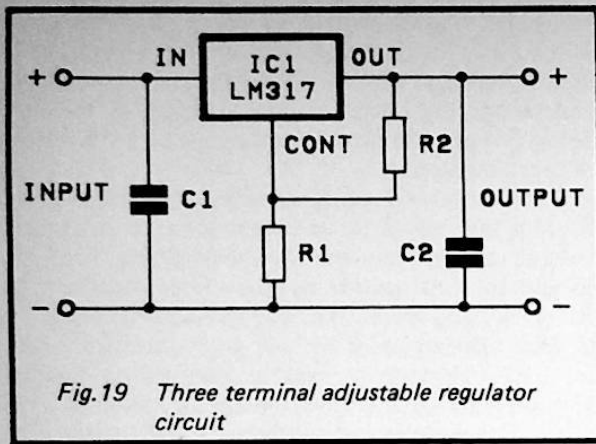 IN
IC1
LM317
OUT
+
+
CONT
R2
INPUT
C1
OUTPUT
R1
C2
−
−
Fig.19 Three terminal adjustable regulator
circuit